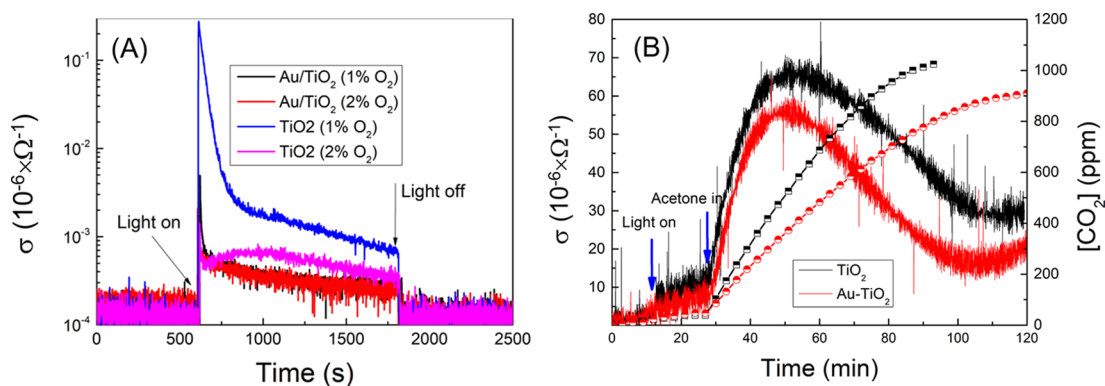 (A)
Au/TiO₂ (1% O₂)
Au/TiO₂ (2% O₂)
TiO2 (1% O₂)
TiO2 (2% O₂)
Light on
Light off
σ (10⁻⁶×Ω⁻¹)
10⁻¹
10⁻²
10⁻³
10⁻⁴
0 500 1000 1500 2000 2500
Time (s)
(B)
Light on
Acetone in
TiO₂
Au-TiO₂
σ (10⁻⁶×Ω⁻¹)
80
70
60
50
40
30
20
10
0 20 40 60 80 100 120
Time (min)
1200
1000
800
600
400
200
0
[CO₂] (ppm)